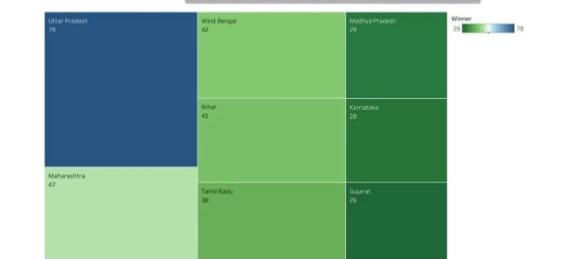 Uttar Pradesh
78
West Bengal
42
Madhya Pradesh
29
Winner
26
78
Bihar
41
Karnataka
28
Maharashtra
47
Tamil Nadu
38
Gujarat
26